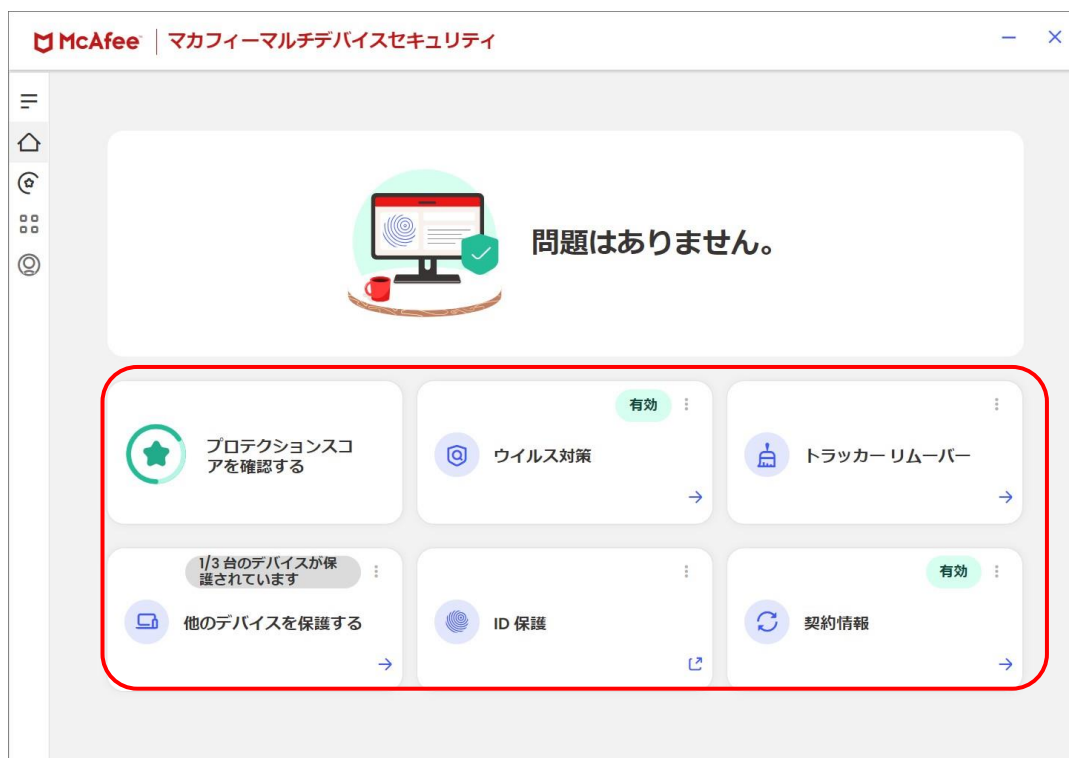 McAfee マカフィーマルチデバイスセキュリティ
問題はありません。
プロテクションスコ
アを確認する
有効
ウイルス対策
トラッカー リムーバー
1/3 台のデバイスが保
護されています
他のデバイスを保護する
ID 保護
有効
契約情報